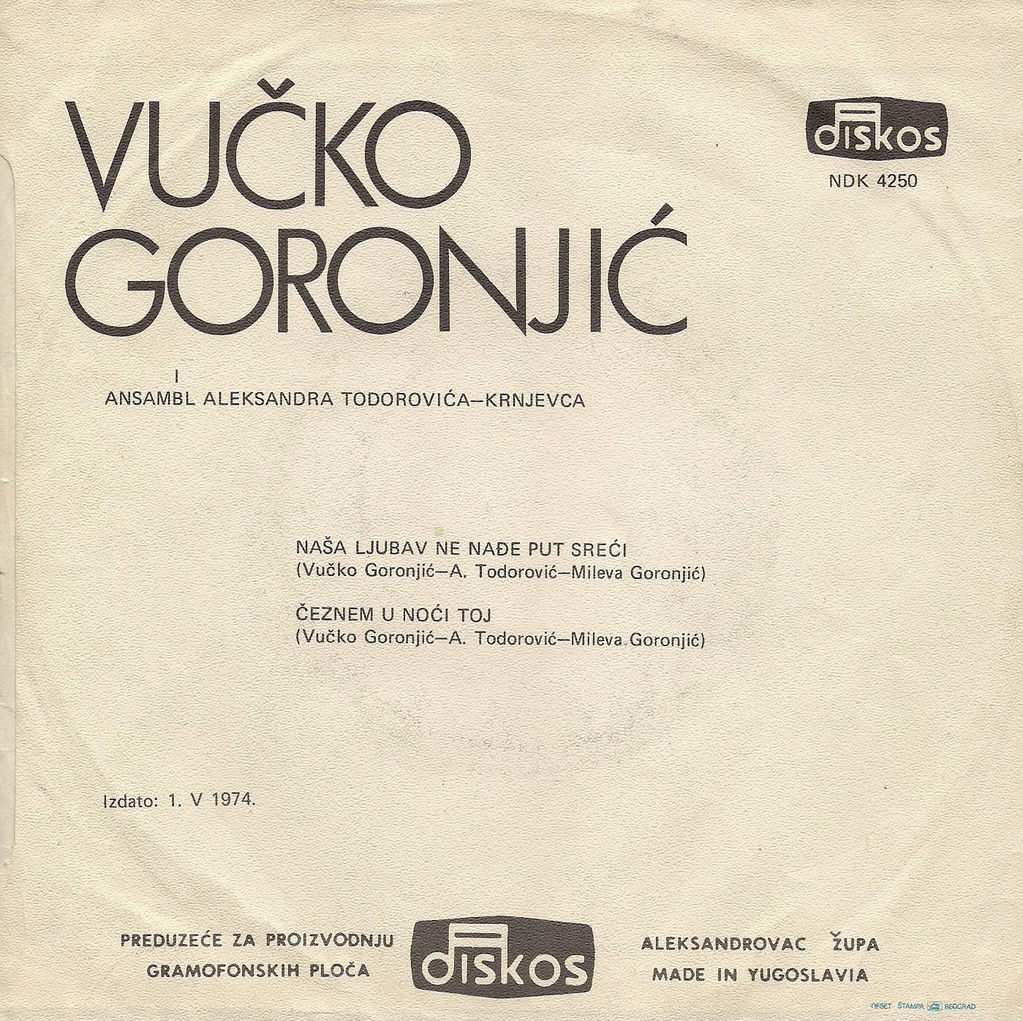 VUČKO
GORONJIĆ
diskos
NDK 4250
I
ANSAMBL ALEKSANDRA TODOROVIĆA—KRNJEVCA
NAŠA LJUBAV NE NAĐE PUT SREĆI
(Vučko Goronjić—A. Todorović—Mileva Goronjić)
ČEZNEM U NOĆI TOJ
(Vučko Goronjić—A. Todorović—Mileva Goronjić)
Izdato: 1. V 1974.
PREDUZEĆE ZA PROIZVODNJU
GRAMOFONSKIH PLOČA
diskos
ALEKSANDROVAC ŽUPA
MADE IN YUGOSLAVIA
ŠTAMPA BEOGRAD